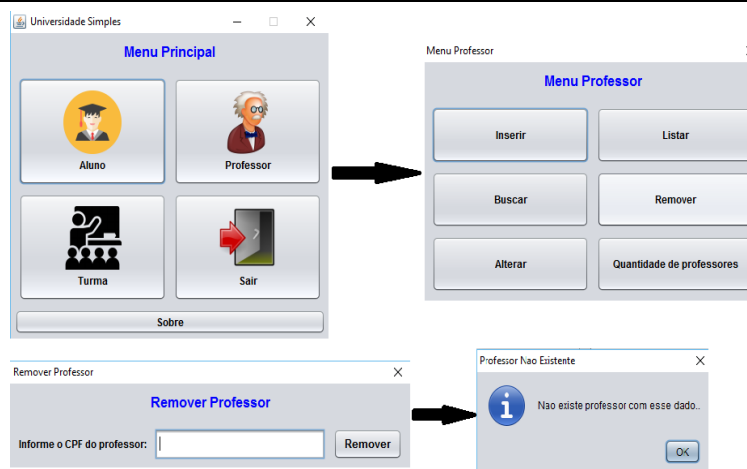 Universidade Simples
Menu Principal
Aluno
Professor
Turma
Sair
Sobre
Menu Professor
Menu Professor
Inserir
Listar
Buscar
Remover
Alterar
Quantidade de professores
Remover Professor
Remover Professor
Informe o CPF do professor:
Remover
Professor Nao Existente
Nao existe professor com esse dado..
OK